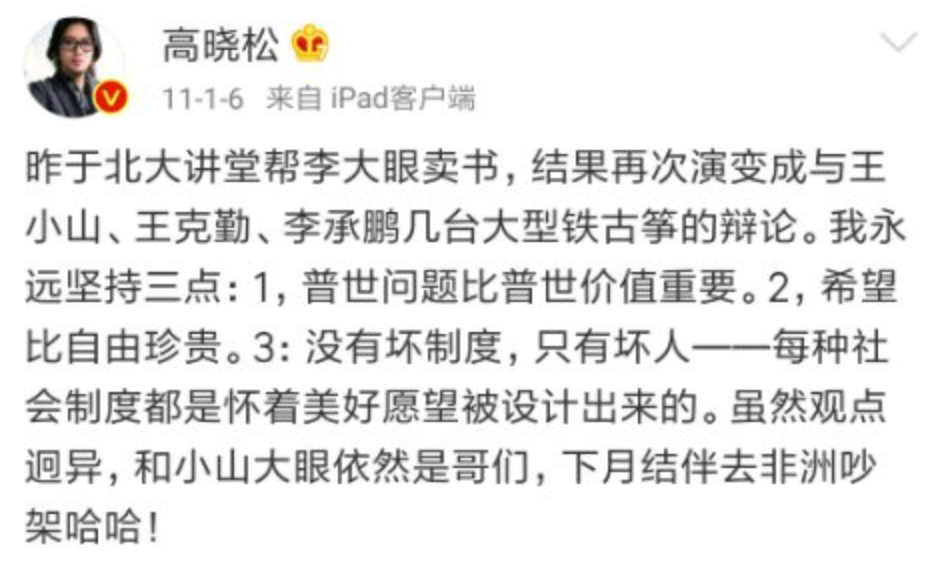 高晓松
11-1-6 来自 iPad客户端
昨于北大讲堂帮李大眼卖书，结果再次演变成与王
小山、王克勤、李承鹏几台大型铁古筝的辩论。我永
远坚持三点：1，普世问题比普世价值重要。2，希望
比自由珍贵。3：没有坏制度，只有坏人——每种社
会制度都是怀着美好愿望被设计出来的。虽然观点
迥异，和小山大眼依然是哥们，下月结伴去非洲吵
架哈哈！